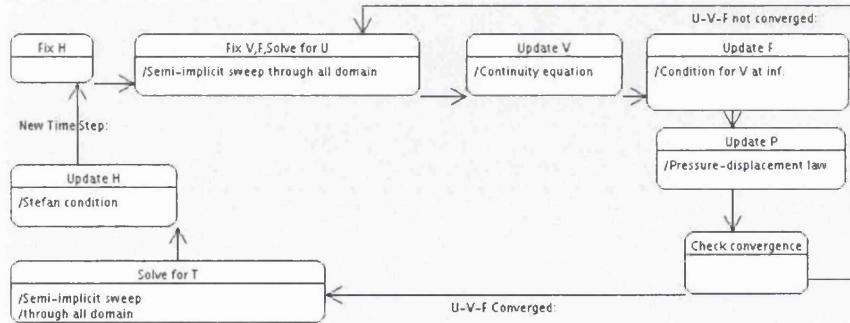 U-V-F not converged:
Fix H
Fix V,F,Solve for U
/Semi-implicit sweep through all domain
Update V
/Continuity equation
Update F
/Condition for V at inf.
New Time Step:
Update P
/Pressure-displacement law
Update H
/Stefan condition
Check convergence
Solve for T
/Semi-implicit sweep
/through all domain
U-V-F Converged: